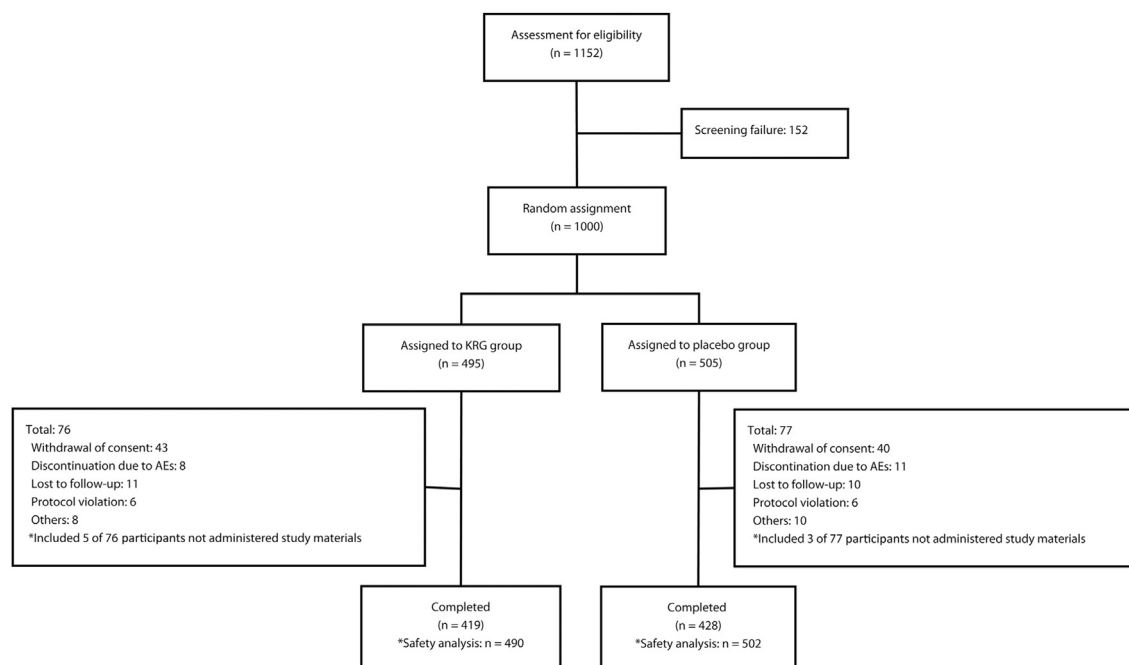 Assessment for eligibility
(n = 1152)
Screening failure: 152
Random assignment
(n = 1000)
Assigned to KRG group
(n = 495)
Assigned to placebo group
(n = 505)
Total: 76
Withdrawal of consent: 43
Discontinuation due to AEs: 8
Lost to follow-up: 11
Protocol violation: 6
Others: 8
*Included 5 of 76 participants not administered study materials
Total: 77
Withdrawal of consent: 40
Discontination due to AEs: 11
Lost to follow-up: 10
Protocol violation: 6
Others: 10
*Included 3 of 77 participants not administered study materials
Completed
(n = 419)
*Safety analysis: n = 490
Completed
(n = 428)
*Safety analysis: n = 502